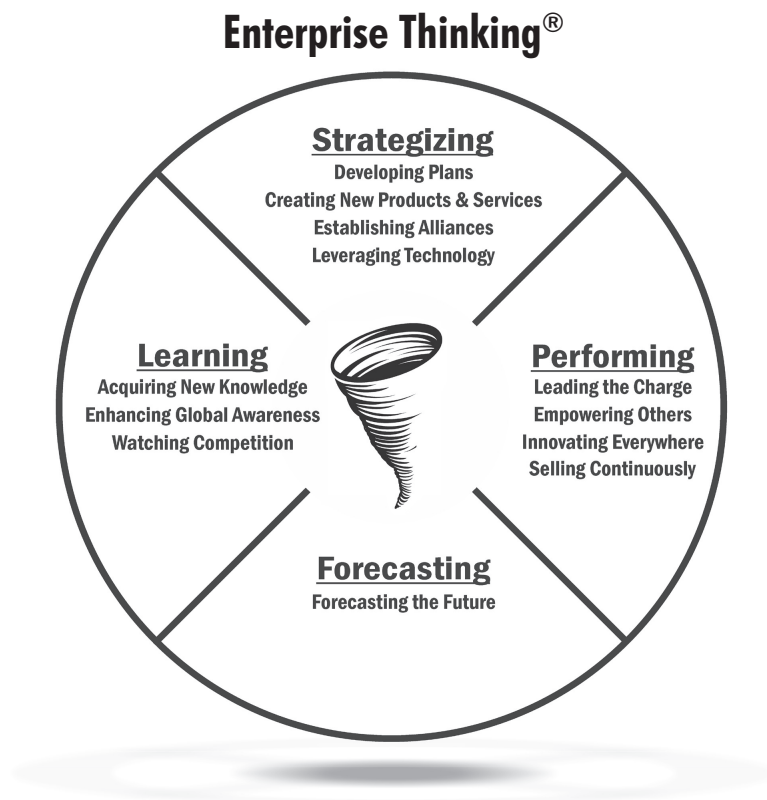 Enterprise Thinking®
Strategizing
Developing Plans
Creating New Products & Services
Establishing Alliances
Leveraging Technology
Learning
Acquiring New Knowledge
Enhancing Global Awareness
Watching Competition
Performing
Leading the Charge
Empowering Others
Innovating Everywhere
Selling Continuously
Forecasting
Forecasting the Future